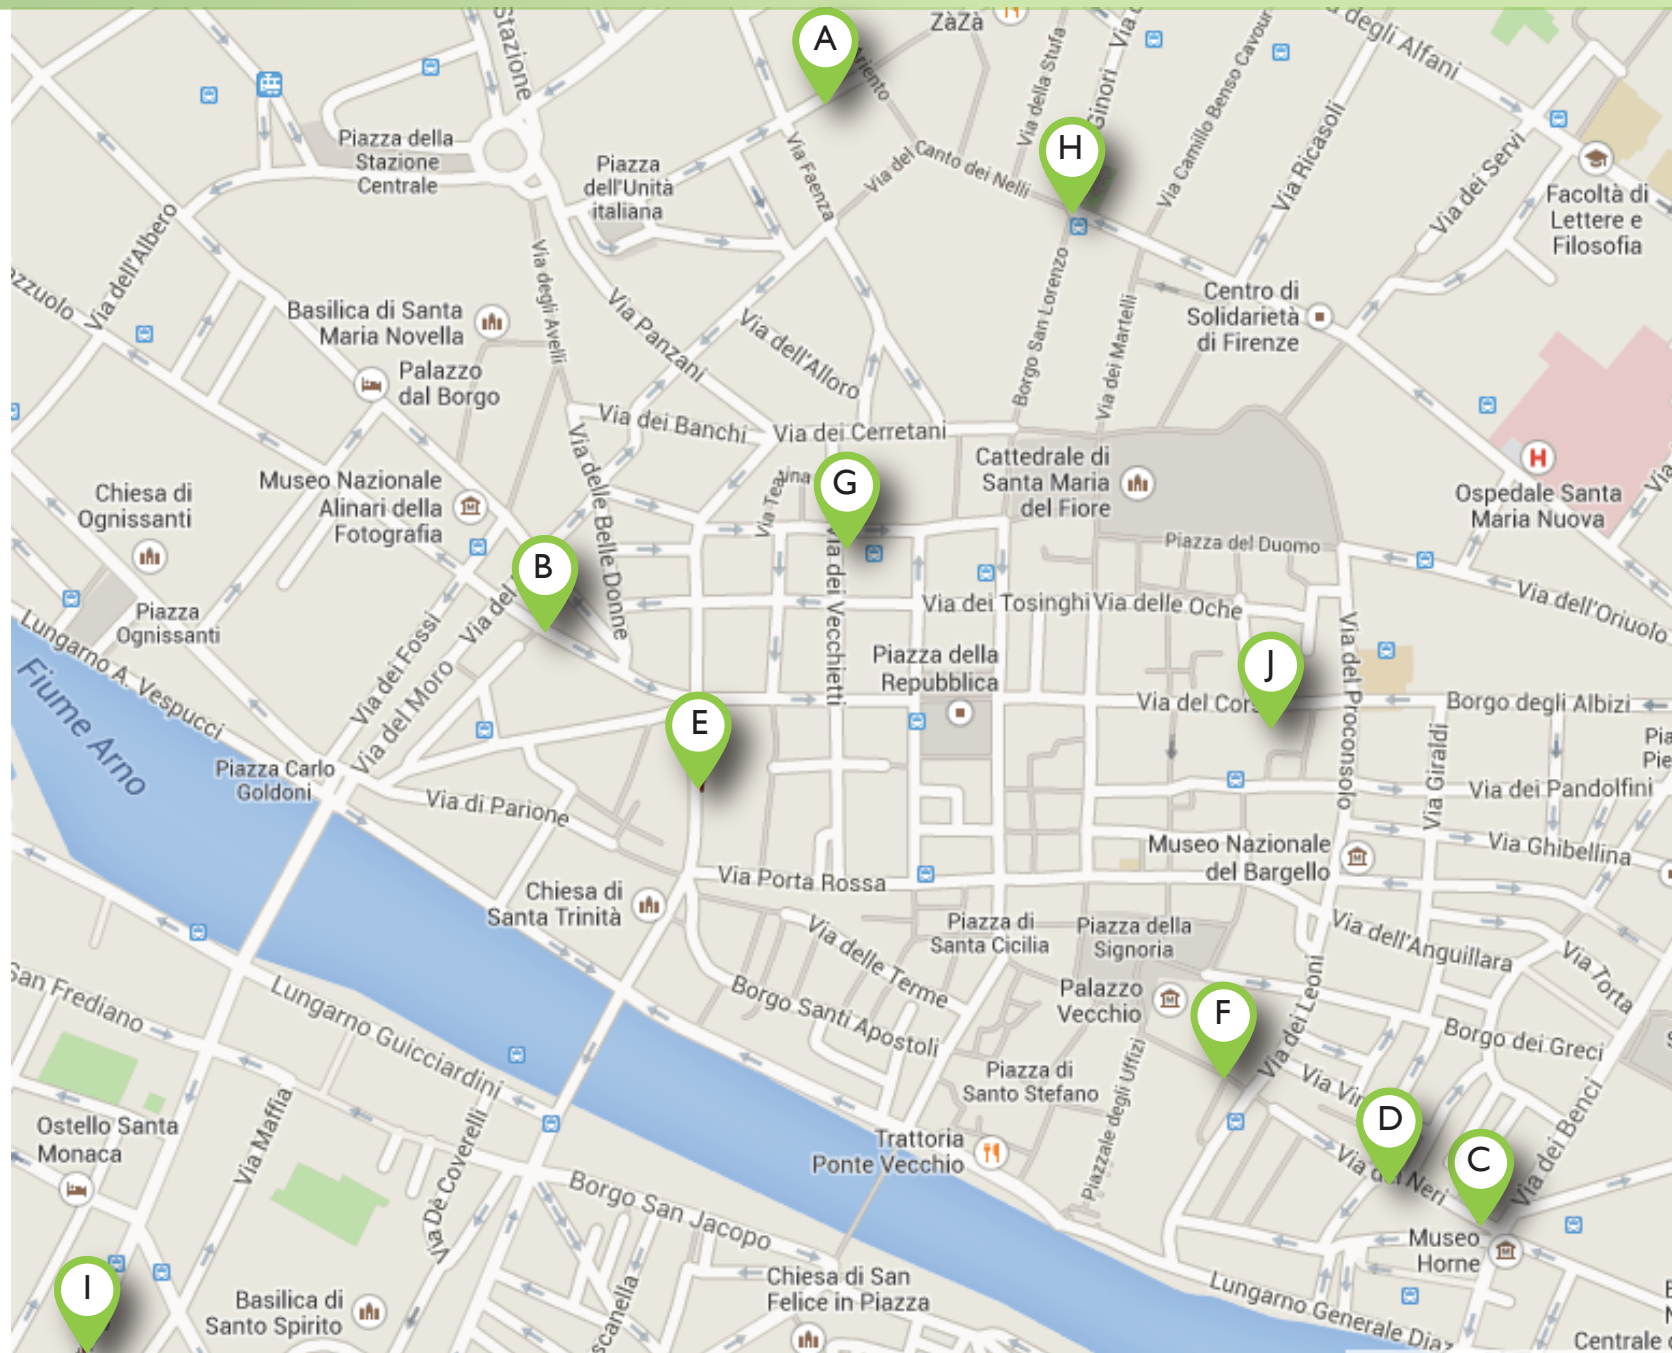 Stazione
A
ZàZà
Via della Stufa
Ginori
Via Camillo Benso Cavour
degli Alfani
Piazza della
Stazione
Centrale
Piazza
dell'Unità
italiana
Via Faenza
Via del
Canto dei Nelli
H
Via Ricasoli
Via dei Servi
Facoltà di
Lettere e
Filosofia
Via dell'Albero
Via degli Avelli
Basilica di Santa
Maria Novella
Palazzo
dal Borgo
Via Panzani
Via dell'Alloro
Borgo San Lorenzo
Via dei Martelli
Centro di
Solidarietà
di Firenze
Via dei Banchi
Via dei Cerretani
Via delle Belle Donne
Chiesa di
Ognissanti
Museo Nazionale
Alinari della
Fotografia
G
Cattedrale di
Santa Maria
del Fiore
H
Ospedale Santa
Maria Nuova
Piazza del Duomo
B
Piazza
Ognissanti
Via dei Fossi
Via del
Via del Moro
Via dei Vecchietti
Via dei Tosinghi
Via delle Oche
Via dell'Oriuolo
Lungarno A. Vespucci
Fiume Arno
Piazza della
Repubblica
J
Via del Proconsolo
Borgo degli Albizi
E
Piazza Carlo
Goldoni
Via di Parione
Via Giraldi
Via dei Pandolfini
Museo Nazionale
del Bargello
Via Ghibellina
Via Porta Rossa
Chiesa di
Santa Trinità
Via delle Terme
Piazza di
Santa Cicilia
Piazza della
Signoria
Via dell'Anguillara
Via Torta
San Frediano
Lungarno Guicciardini
Borgo Santi Apostoli
Palazzo
Vecchio
F
Via dei Leoni
Borgo dei Greci
Piazza di
Santo Stefano
Piazzale degli Uffizi
D
C
Via dei Benci
Ostello Santa
Monaca
Via Maffia
Via Dè Coverelli
Trattoria
Ponte Vecchio
Neri
Borgo San Jacopo
Museo
Horne
I
Basilica di
Santo Spirito
Chiesa di San
Felice in Piazza
Lungarno Generale Diaz
Centrale